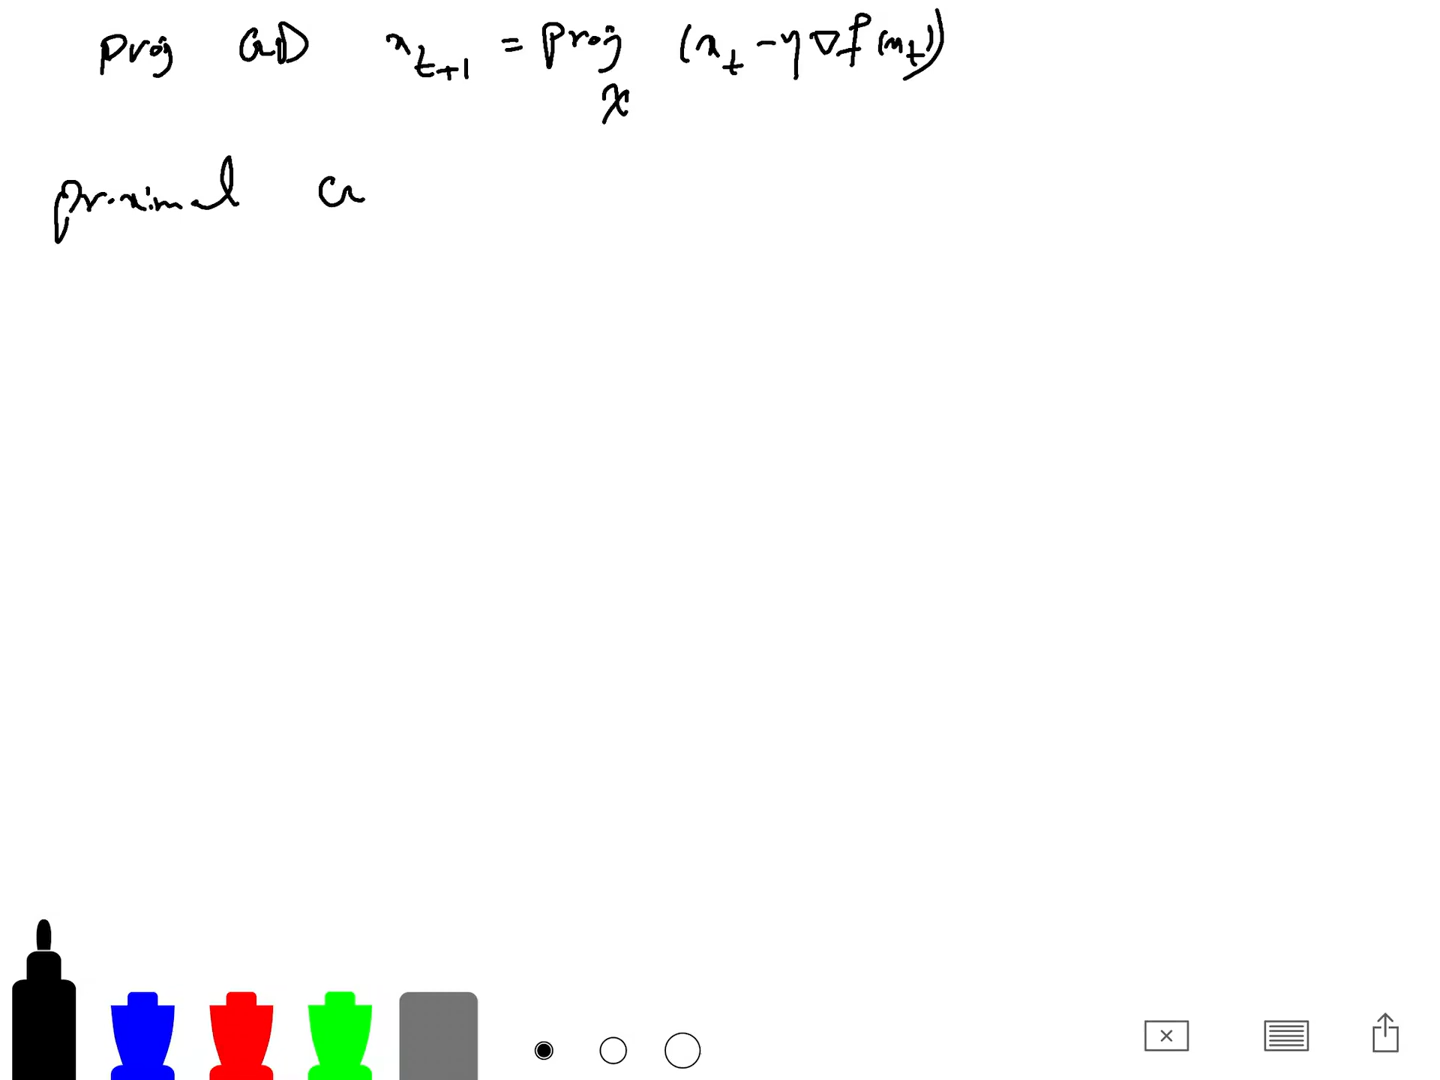 Proj GD x_{t+1} = Proj_X (x_t - η∇f(x_t))
Proximal G